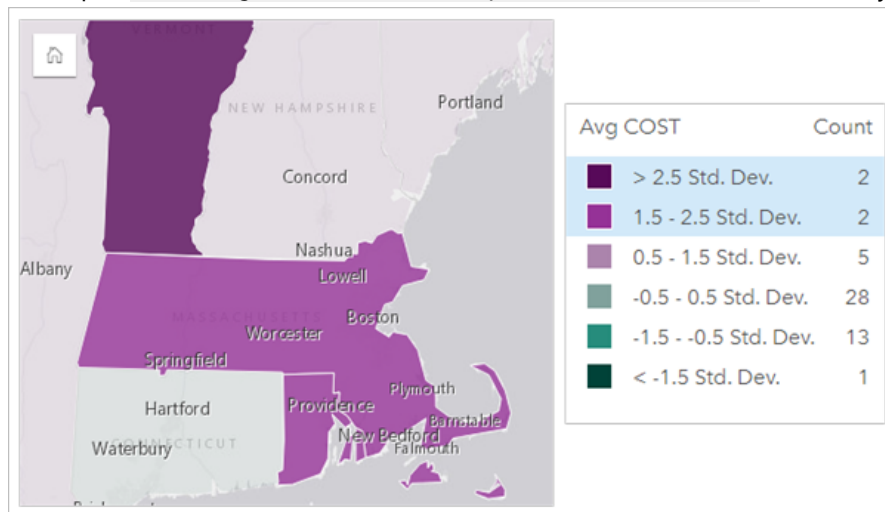 VERMONT
NEW HAMPSHIRE
Portland
Concord
Nashua
Albany
Lowell
MASSACHUSETTS
Boston
Worcester
Springfield
Plymouth
Hartford
Providence
Barnstable
New Bedford
Waterbury
CONNECTICUT
Falmouth
Avg COST Count
> 2.5 Std. Dev. 2
1.5 - 2.5 Std. Dev. 2
0.5 - 1.5 Std. Dev. 5
-0.5 - 0.5 Std. Dev. 28
-1.5 - -0.5 Std. Dev. 13
< -1.5 Std. Dev. 1